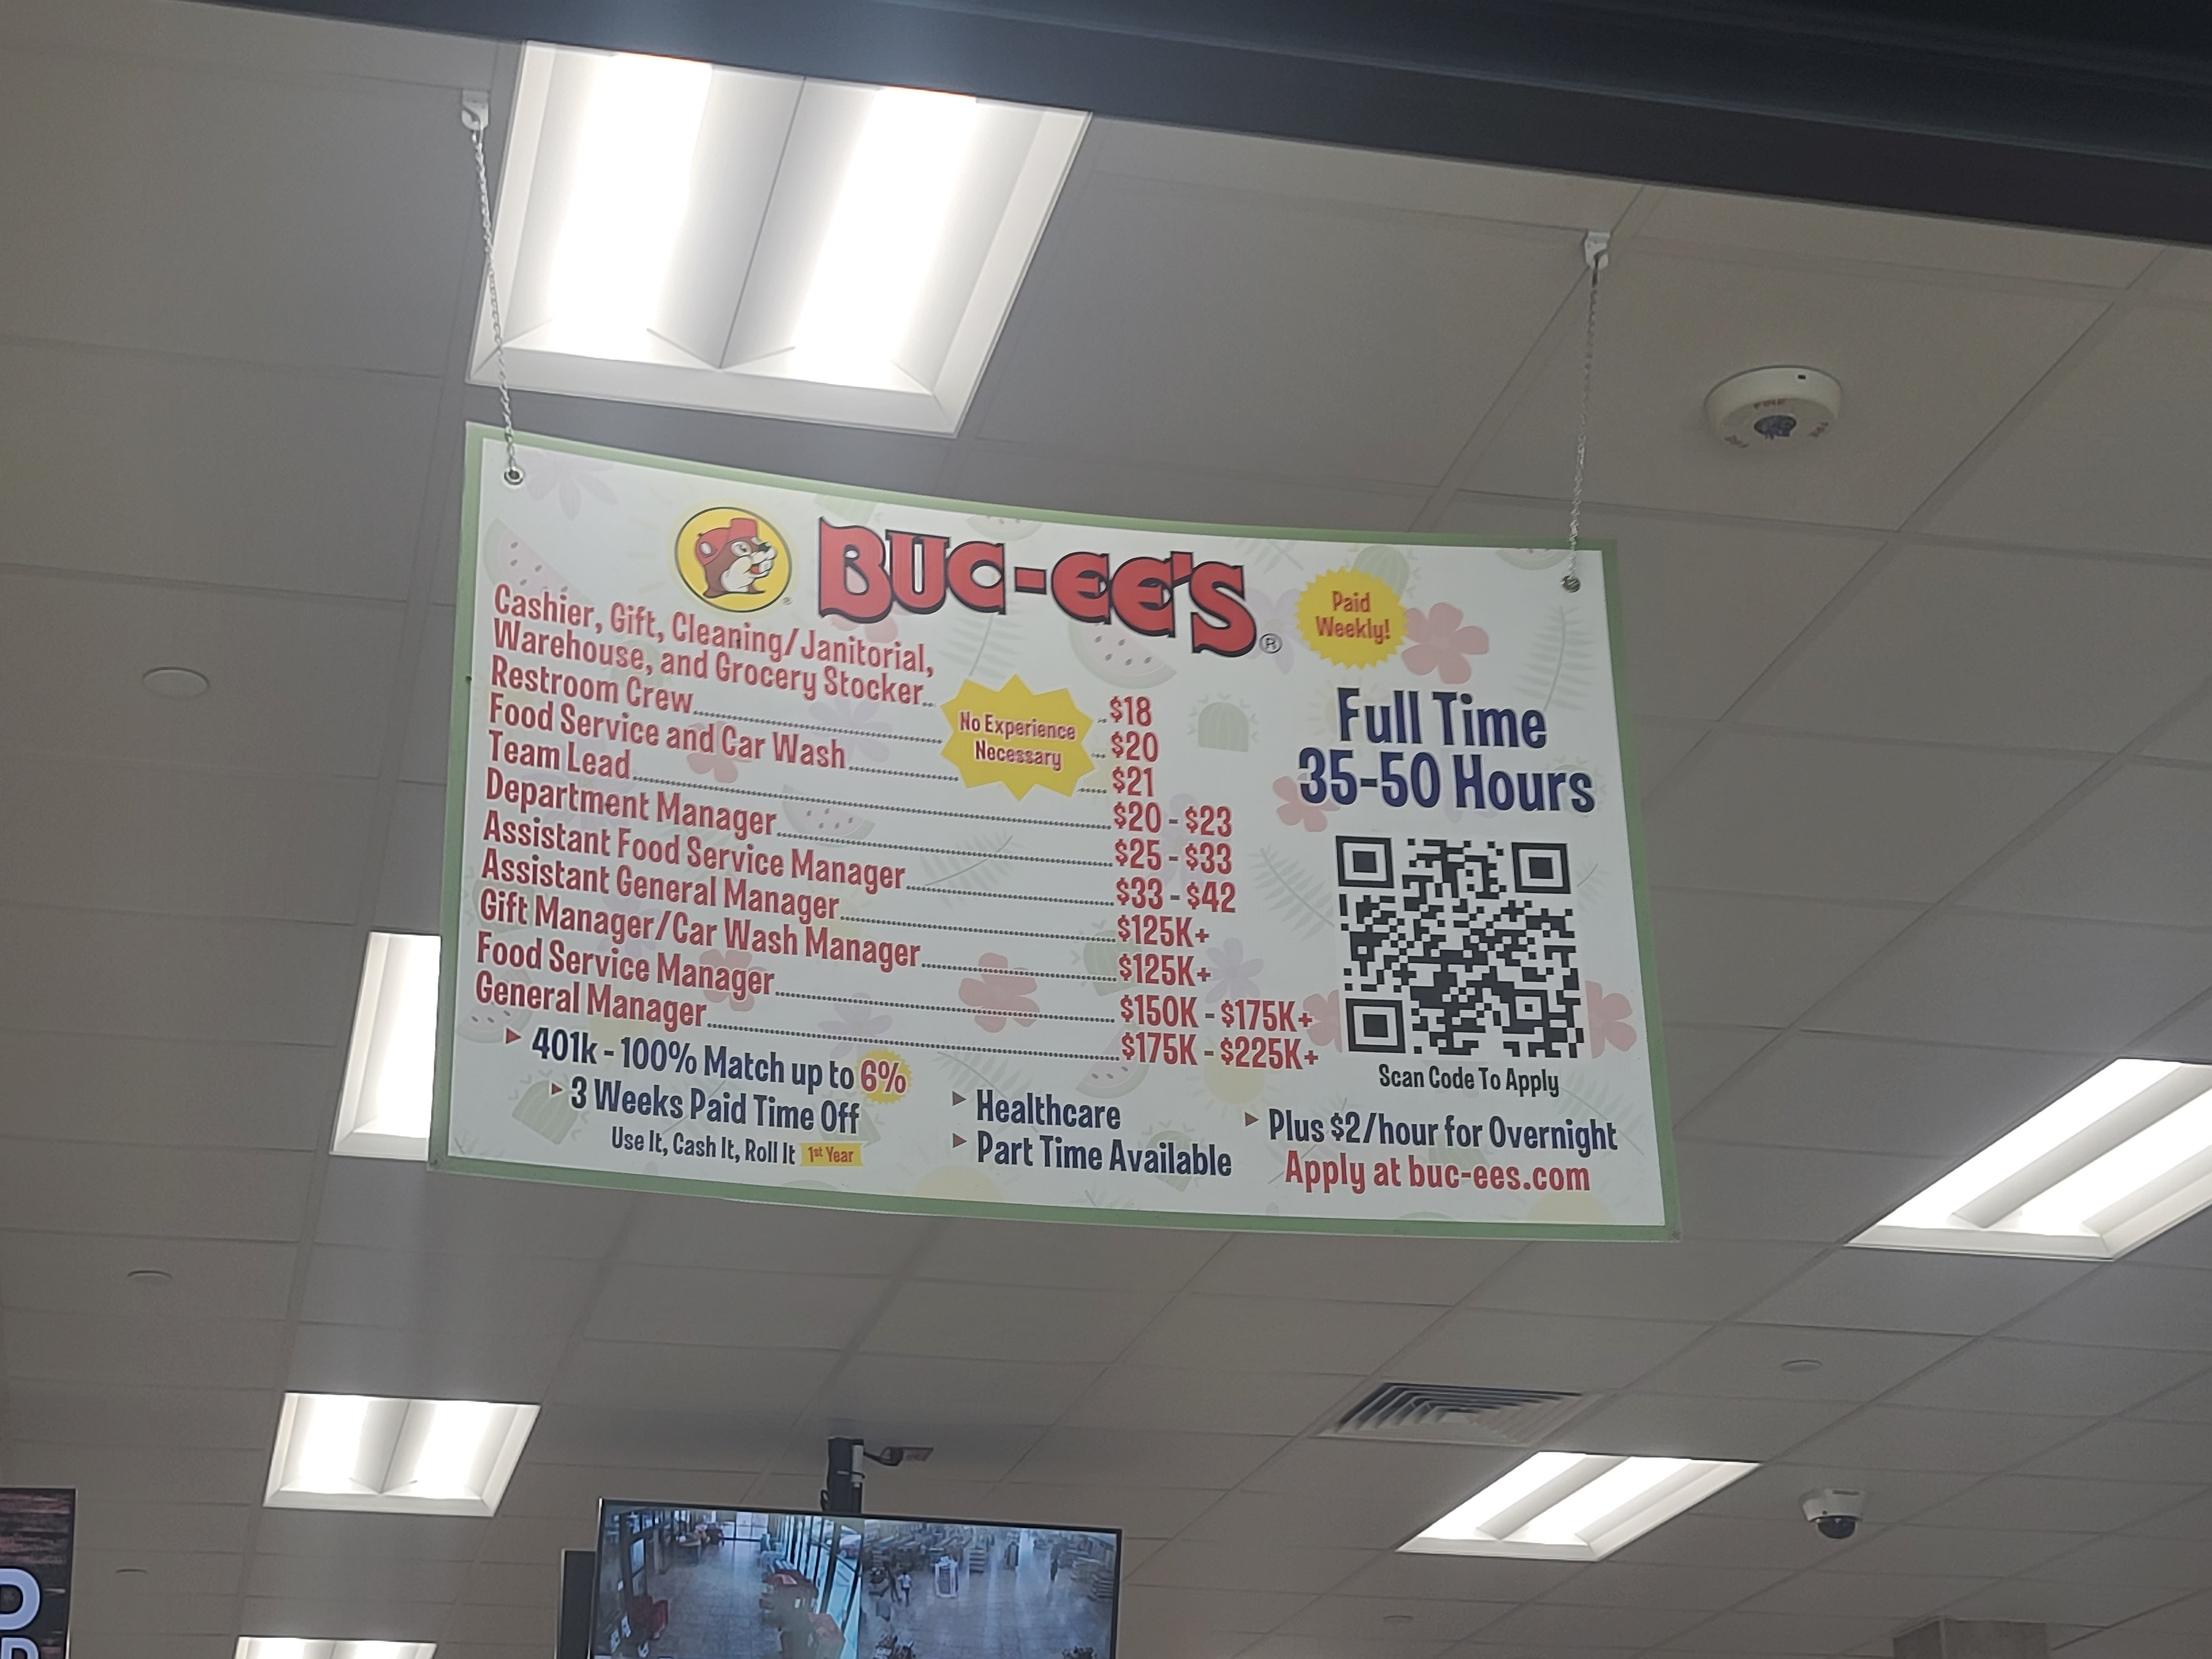 BUC-EE'S®
Paid
Weekly!
Cashier, Gift, Cleaning/Janitorial,
Warehouse, and Grocery Stocker.. ..$18
Restroom Crew........................ ...$20
Food Service and Car Wash............ .....$21
No Experience
Necessary
Team Lead........................$20 - $23
Department Manager........................$25 - $33
Assistant Food Service Manager........................$33 - $42
Assistant General Manager........................$125K+
Gift Manager/Car Wash Manager........................$125K+
Food Service Manager........................$150K - $175K+
General Manager........................$175K - $225K+
Full Time
35-50 Hours
Scan Code To Apply
401k - 100% Match up to 6%
3 Weeks Paid Time Off
Use It, Cash It, Roll It 1st Year
Healthcare
Part Time Available
Plus $2/hour for Overnight
Apply at buc-ees.com
FIRE